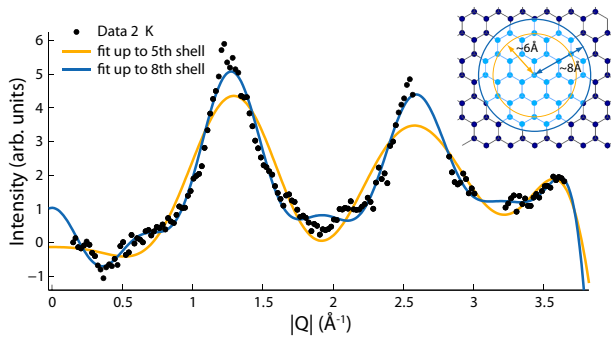 Data 2 K
fit up to 5th shell
fit up to 8th shell
~6Å
~8Å
Intensity (arb. units)
6
5
4
3
2
1
0
−1
0 0.5 1 1.5 2 2.5 3 3.5
|Q| (Å⁻¹)